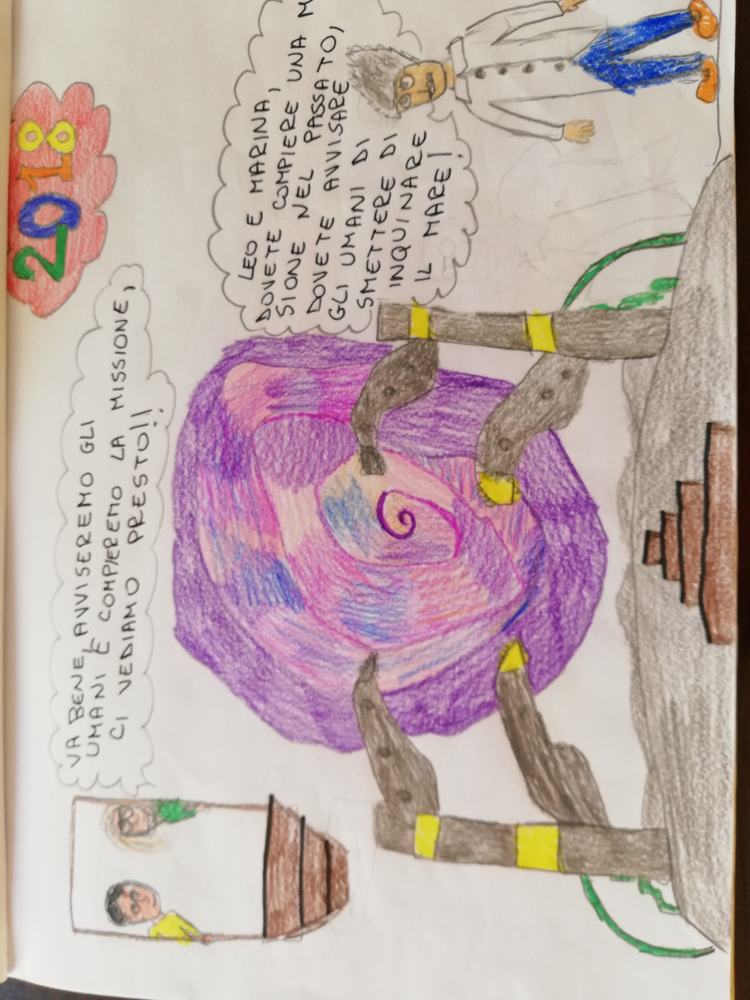 2018
VA BENE, AVVISEREMO GLI
UMANI E COMPIEREMO LA MISSIONE,
CI VEDIAMO PRESTO!!
LEO E MARINA,
DOVETE COMPIERE UNA MIS
SIONE NEL PASSATO,
DOVETE AVVISARE
GLI UMANI DI
SMETTERE DI
INQUINARE
IL MARE!